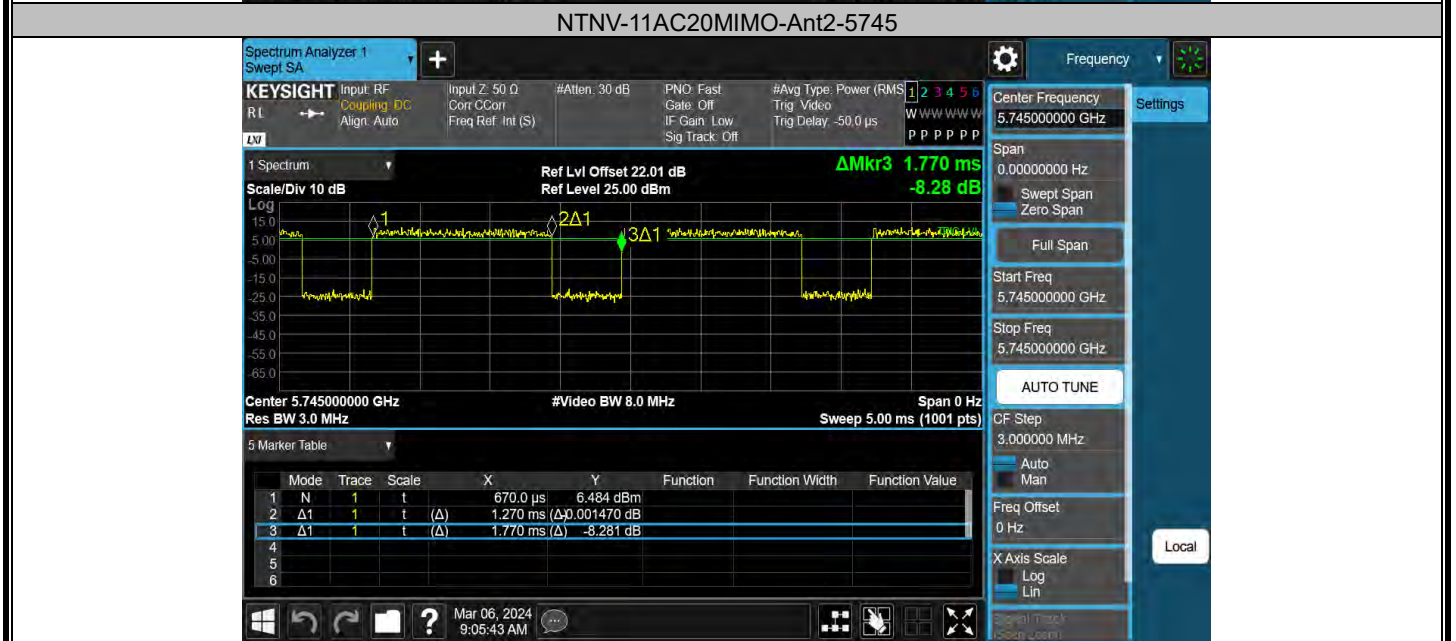 NTNV-11AC20MIMO-Ant2-5745
Spectrum Analyzer 1
Swept SA
+
Frequency
KEYSIGHT
RL
LXI
Input: RF
Coupling: DC
Align: Auto
Input Z: 50 Ω
Corr CCorr
Freq Ref: Int (S)
#Atten: 30 dB
PNO: Fast
Gate: Off
IF Gain: Low
Sig Track: Off
#Avg Type: Power (RMS
Trig: Video
Trig Delay: -50.0 µs
1 2 3 4 5 6
W W W W W W
P P P P P P
Center Frequency
5.745000000 GHz
Settings
Span
0.00000000 Hz
Swept Span
Zero Span
Full Span
Start Freq
5.745000000 GHz
Stop Freq
5.745000000 GHz
AUTO TUNE
CF Step
3.000000 MHz
Auto
Man
Freq Offset
0 Hz
X Axis Scale
Log
Lin
Local
1 Spectrum
Scale/Div 10 dB
Ref Lvl Offset 22.01 dB
Ref Level 25.00 dBm
ΔMkr3 1.770 ms
-8.28 dB
Log
15.0
5.00
-5.00
-15.0
-25.0
-35.0
-45.0
-55.0
-65.0
1
2Δ1
3Δ1
Center 5.745000000 GHz
Res BW 3.0 MHz
#Video BW 8.0 MHz
Span 0 Hz
Sweep 5.00 ms (1001 pts)
5 Marker Table
Mode Trace Scale X Y Function Function Width Function Value
1 N 1 t 670.0 µs 6.484 dBm
2 Δ1 1 t (Δ) 1.270 ms (Δ) 0.001470 dB
3 Δ1 1 t (Δ) 1.770 ms (Δ) -8.281 dB
4
5
6
?
Mar 06, 2024
9:05:43 AM